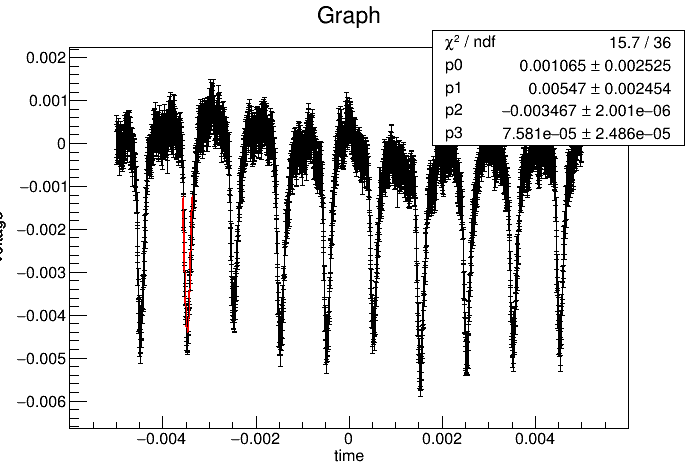 Graph
χ² / ndf 15.7 / 36
p0 0.001065 ± 0.002525
p1 0.00547 ± 0.002454
p2 −0.003467 ± 2.001e−06
p3 7.581e−05 ± 2.486e−05
0.002
0.001
0
−0.001
−0.002
−0.003
−0.004
−0.005
−0.006
−0.004 −0.002 0 0.002 0.004
time